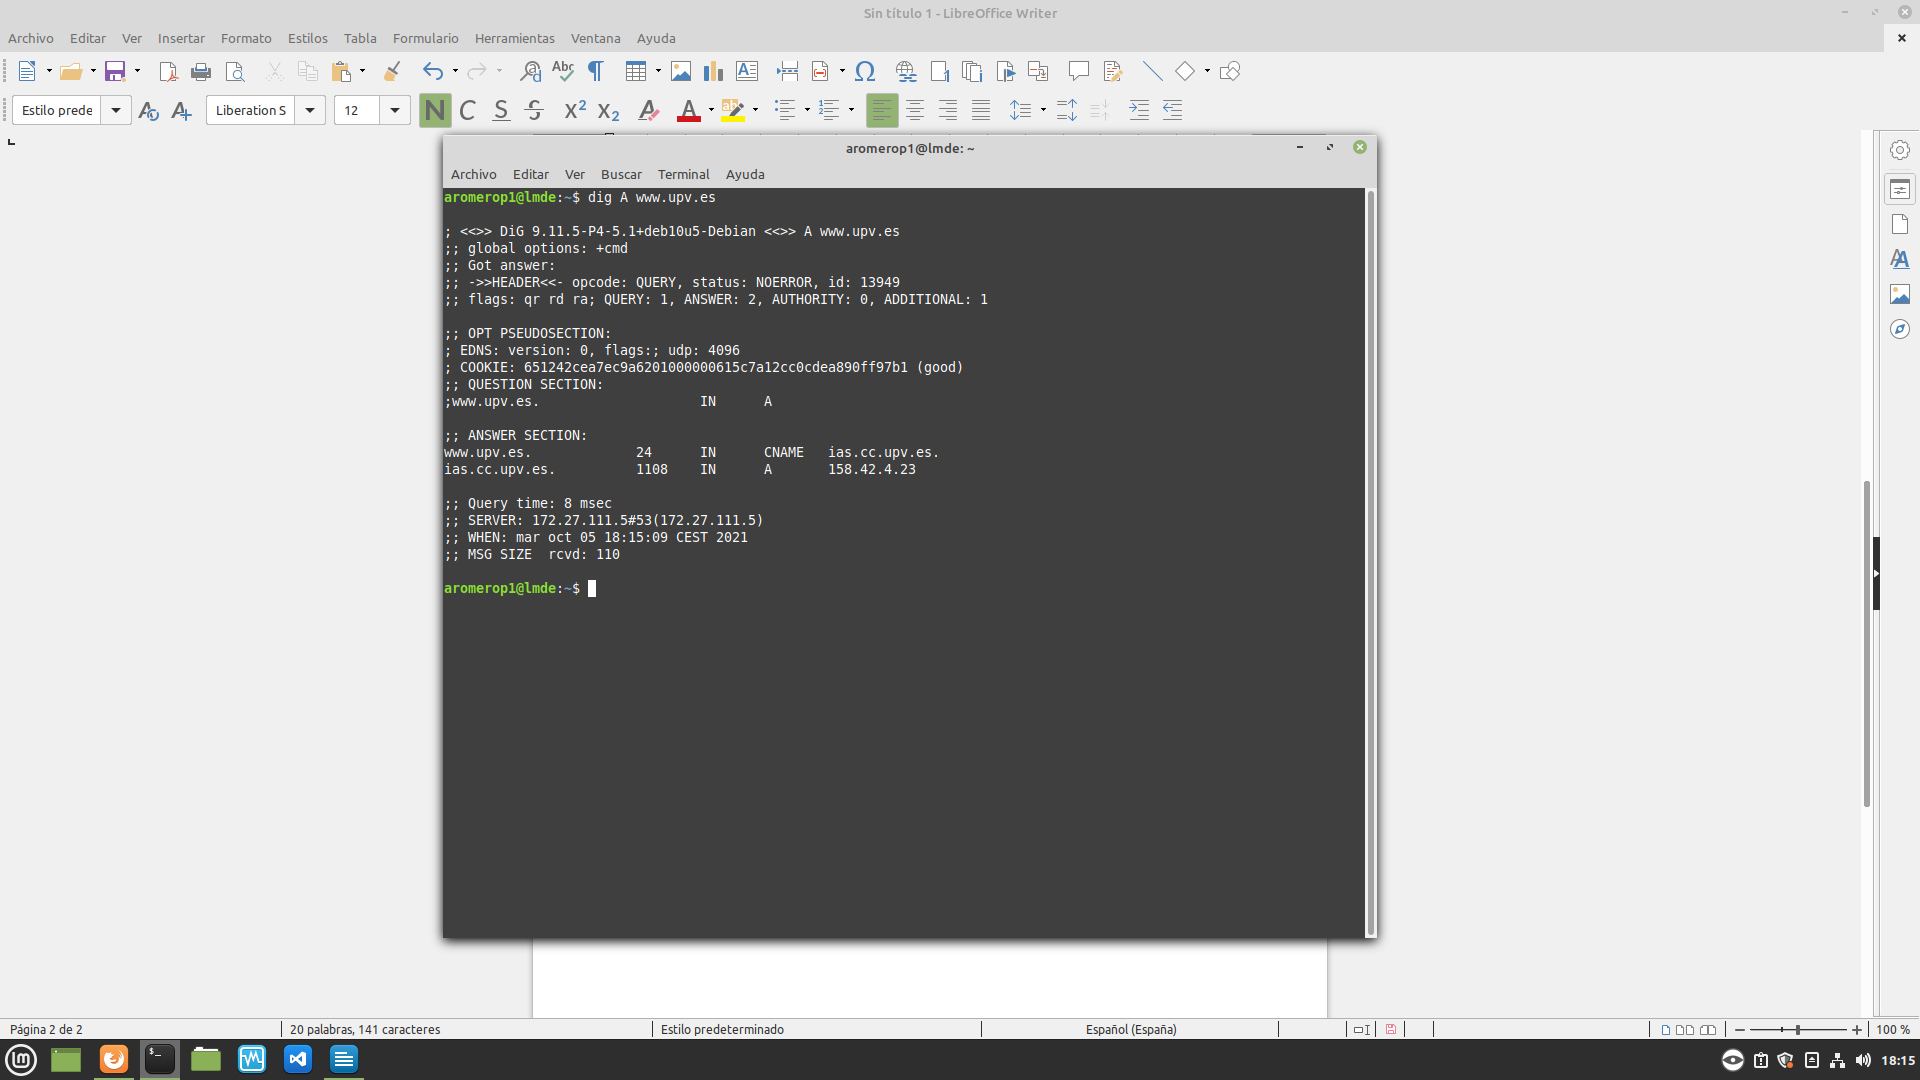 Sin título 1 - LibreOffice Writer
Archivo Editar Ver Insertar Formato Estilos Tabla Formulario Herramientas Ventana Ayuda
Estilo prede Liberation S 12
aromerop1@lmde: ~
Archivo Editar Ver Buscar Terminal Ayuda
aromerop1@lmde:~$ dig A www.upv.es
; <<>> DiG 9.11.5-P4-5.1+deb10u5-Debian <<>> A www.upv.es
;; global options: +cmd
;; Got answer:
;; ->>HEADER<<- opcode: QUERY, status: NOERROR, id: 13949
;; flags: qr rd ra; QUERY: 1, ANSWER: 2, AUTHORITY: 0, ADDITIONAL: 1
;; OPT PSEUDOSECTION:
; EDNS: version: 0, flags:; udp: 4096
; COOKIE: 651242cea7ec9a6201000000615c7a12cc0cdea890ff97b1 (good)
;; QUESTION SECTION:
;www.upv.es. IN A
;; ANSWER SECTION:
www.upv.es. 24 IN CNAME ias.cc.upv.es.
ias.cc.upv.es. 1108 IN A 158.42.4.23
;; Query time: 8 msec
;; SERVER: 172.27.111.5#53(172.27.111.5)
;; WHEN: mar oct 05 18:15:09 CEST 2021
;; MSG SIZE  rcvd: 110
aromerop1@lmde:~$
Página 2 de 2 20 palabras, 141 caracteres Estilo predeterminado Español (España) 100 %
18:15